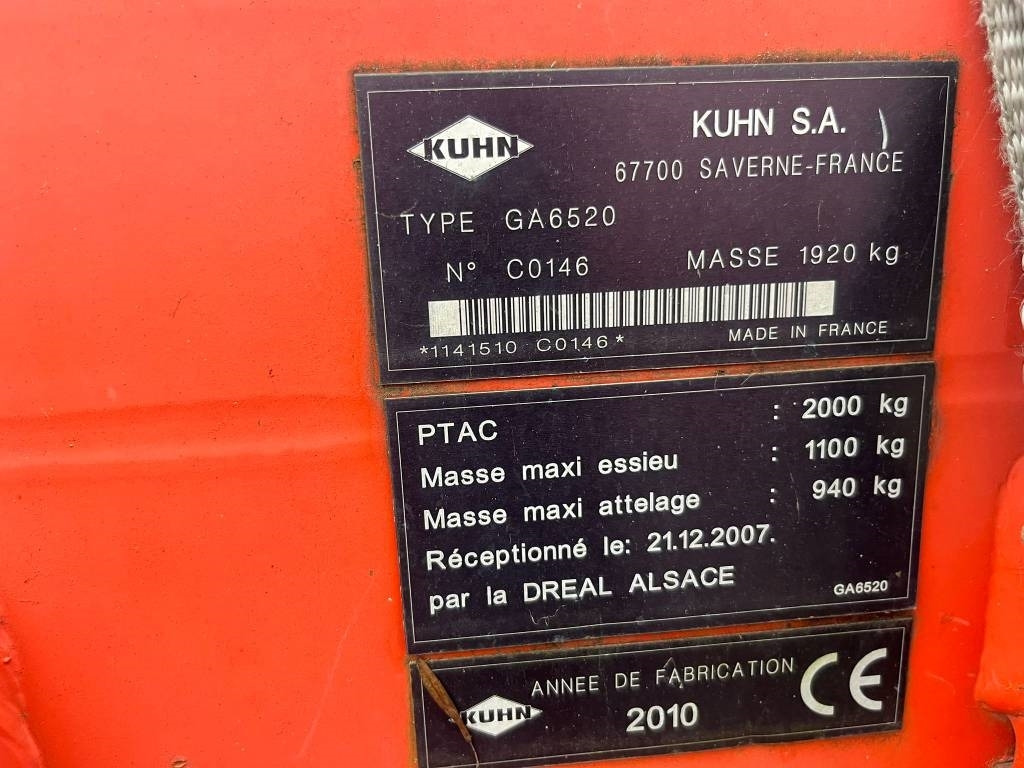 KUHN
KUHN S.A.
67700 SAVERNE-FRANCE
TYPE GA6520
N° C0146 MASSE 1920 kg
*1141510 C0146*
MADE IN FRANCE
PTAC : 2000 kg
Masse maxi essieu : 1100 kg
Masse maxi attelage : 940 kg
Réceptionné le: 21.12.2007.
par la DREAL ALSACE
GA6520
KUHN
ANNEE DE FABRICATION
2010
CE